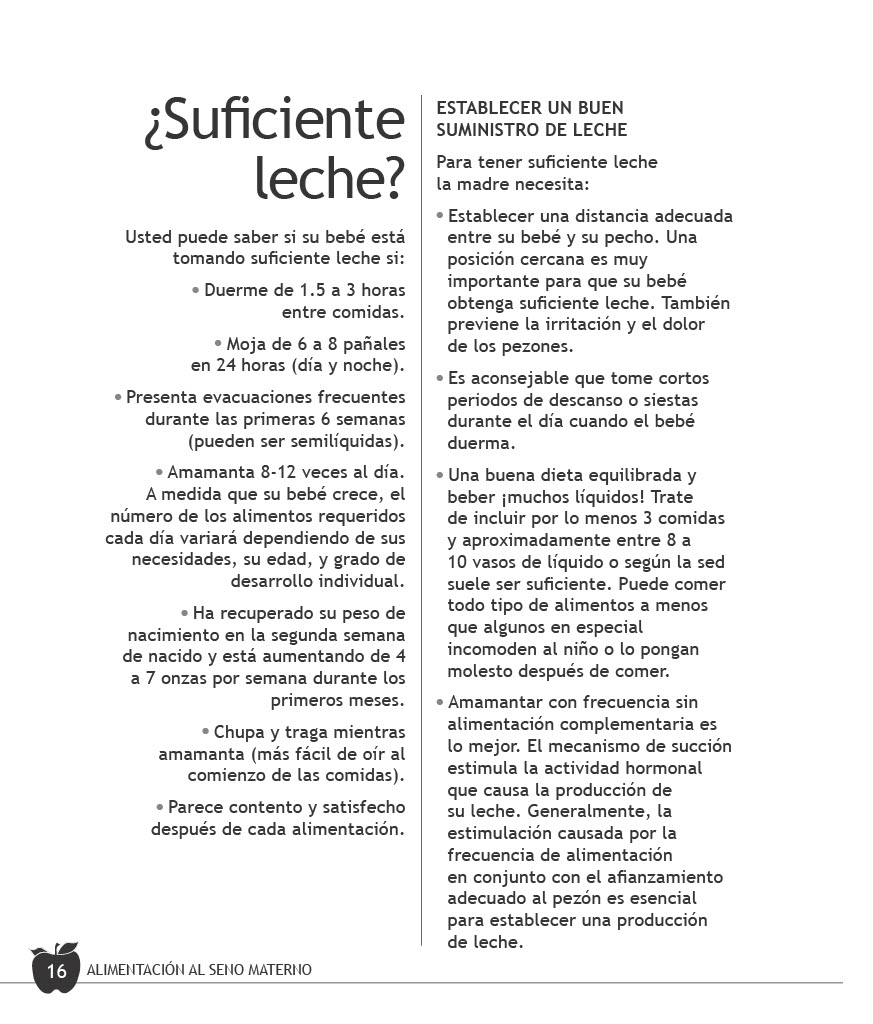 ¿Suficiente
leche?
Usted puede saber si su bebé está
tomando suficiente leche si:
• Duerme de 1.5 a 3 horas
entre comidas.
• Moja de 6 a 8 pañales
en 24 horas (día y noche).
• Presenta evacuaciones frecuentes
durante las primeras 6 semanas
(pueden ser semilíquidas).
• Amamanta 8-12 veces al día.
A medida que su bebé crece, el
número de los alimentos requeridos
cada día variará dependiendo de sus
necesidades, su edad, y grado de
desarrollo individual.
• Ha recuperado su peso de
nacimiento en la segunda semana
de nacido y está aumentando de 4
a 7 onzas por semana durante los
primeros meses.
• Chupa y traga mientras
amamanta (más fácil de oír al
comienzo de las comidas).
• Parece contento y satisfecho
después de cada alimentación.
ESTABLECER UN BUEN
SUMINISTRO DE LECHE
Para tener suficiente leche
la madre necesita:
• Establecer una distancia adecuada
entre su bebé y su pecho. Una
posición cercana es muy
importante para que su bebé
obtenga suficiente leche. También
previene la irritación y el dolor
de los pezones.
• Es aconsejable que tome cortos
periodos de descanso o siestas
durante el día cuando el bebé
duerma.
• Una buena dieta equilibrada y
beber ¡muchos líquidos! Trate
de incluir por lo menos 3 comidas
y aproximadamente entre 8 a
10 vasos de líquido o según la sed
suele ser suficiente. Puede comer
todo tipo de alimentos a menos
que algunos en especial
incomoden al niño o lo pongan
molesto después de comer.
• Amamantar con frecuencia sin
alimentación complementaria es
lo mejor. El mecanismo de succión
estimula la actividad hormonal
que causa la producción de
su leche. Generalmente, la
estimulación causada por la
frecuencia de alimentación
en conjunto con el afianzamiento
adecuado al pezón es esencial
para establecer una producción
de leche.
16 ALIMENTACIÓN AL SENO MATERNO